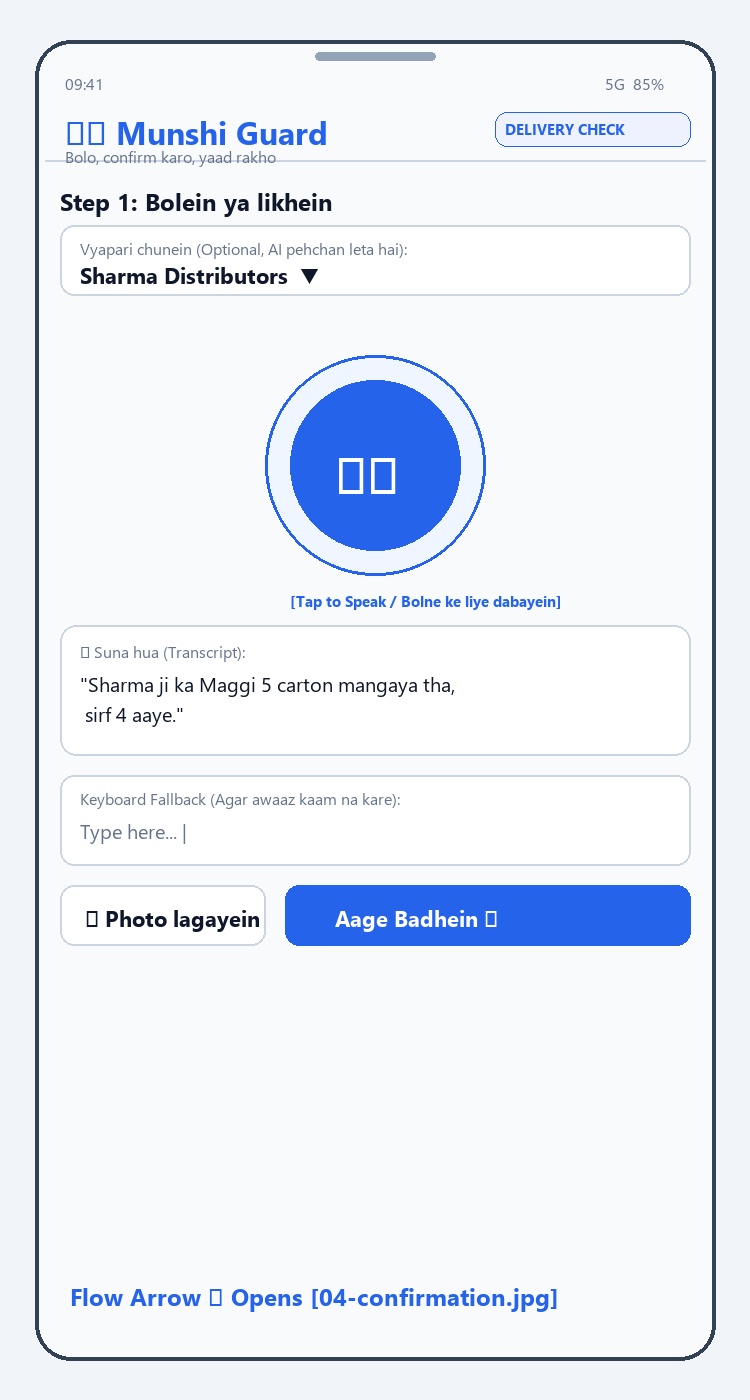 09:41
5G 85%
Munshi Guard
DELIVERY CHECK
Bolo, confirm karo, yaad rakho
Step 1: Bolein ya likhein
Vyapari chunein (Optional, AI pehchan leta hai):
Sharma Distributors ▼
[Tap to Speak / Bolne ke liye dabayein]
Suna hua (Transcript):
"Sharma ji ka Maggi 5 carton mangaya tha,
sirf 4 aaye."
Keyboard Fallback (Agar awaaz kaam na kare):
Type here... |
Photo lagayein
Aage Badhein
Flow Arrow Opens [04-confirmation.jpg]